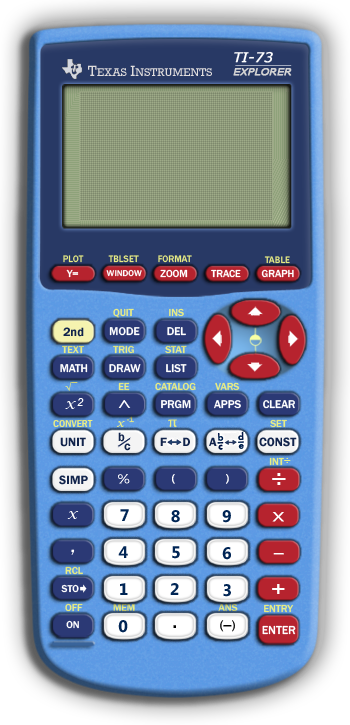 TI-73
TEXAS INSTRUMENTS EXPLORER
PLOT TBLSET FORMAT TABLE
Y= WINDOW ZOOM TRACE GRAPH
QUIT INS
2nd MODE DEL
TEXT TRIG STAT
MATH DRAW LIST
√ EE CATALOG VARS
x² ^ PRGM APPS CLEAR
CONVERT x⁻¹ π SET
UNIT b/c F↔D A b/c↔d/e CONST
INT÷
SIMP % ( ) ÷
x 7 8 9 ×
, 4 5 6 −
RCL
STO➡ 1 2 3 +
OFF MEM ANS ENTRY
ON 0 . (−) ENTER